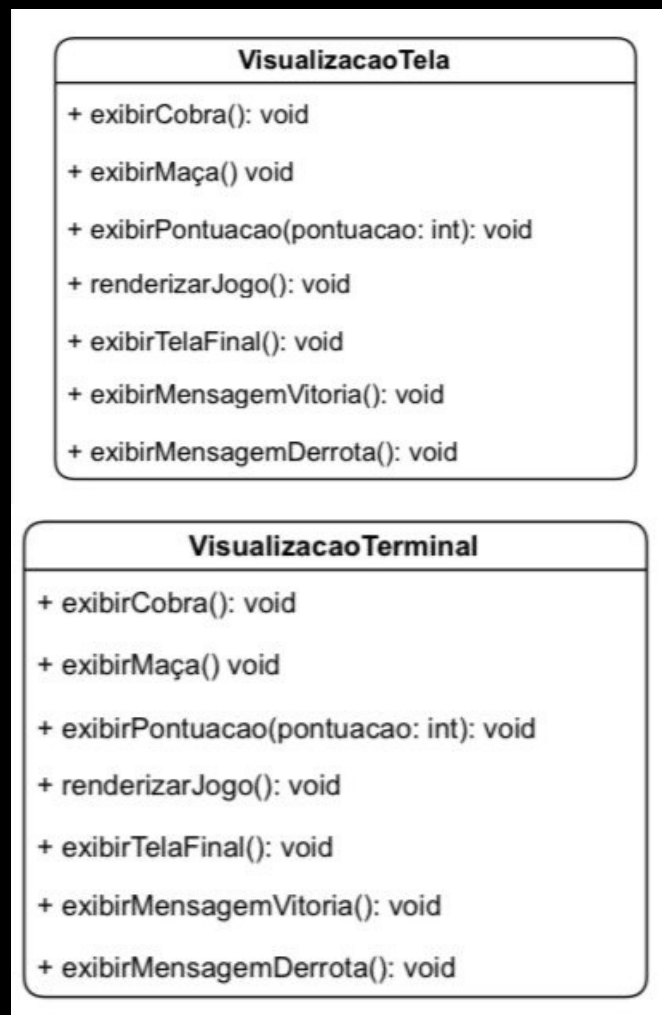 VisualizacaoTela
+ exibirCobra(): void
+ exibirMaça() void
+ exibirPontuacao(pontuacao: int): void
+ renderizarJogo(): void
+ exibirTelaFinal(): void
+ exibirMensagemVitoria(): void
+ exibirMensagemDerrota(): void
VisualizacaoTerminal
+ exibirCobra(): void
+ exibirMaça() void
+ exibirPontuacao(pontuacao: int): void
+ renderizarJogo(): void
+ exibirTelaFinal(): void
+ exibirMensagemVitoria(): void
+ exibirMensagemDerrota(): void